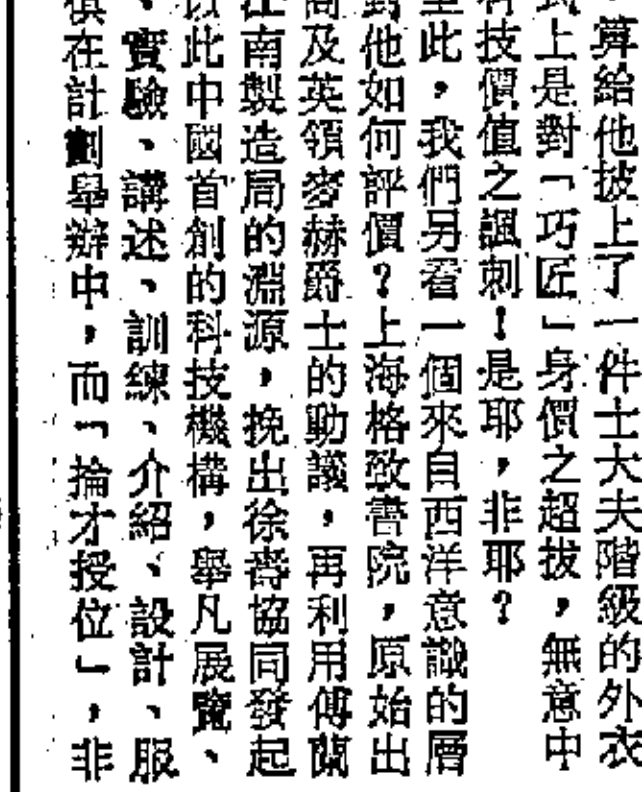 ，算給他披上了一件士大夫階級的外衣
上是對「巧匠」身價之超拔，無意中
技價值之諷刺！是耶，非耶？
至此，我們另看一個來自西洋意識的層
對他如何評價？上海格致書院，原始出
商及英領麥赫爵士的動議，再利用傅蘭
江南製造局的淵源，挽出徐壽協同發起
以此中國首創的科技機構，舉凡展覽、
、實驗、講述、訓練、介紹、設計、服
俱在計劃舉辦中，而「掄才授位」，非